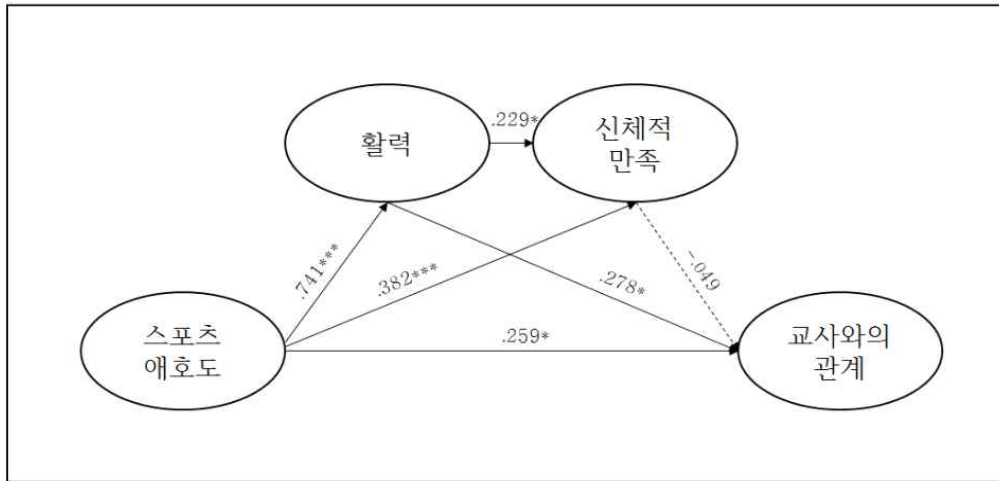 활력
.229*
신체적
만족
.741***
.382***
.278*
-.049
스포츠
애호도
.259*
교사와의
관계